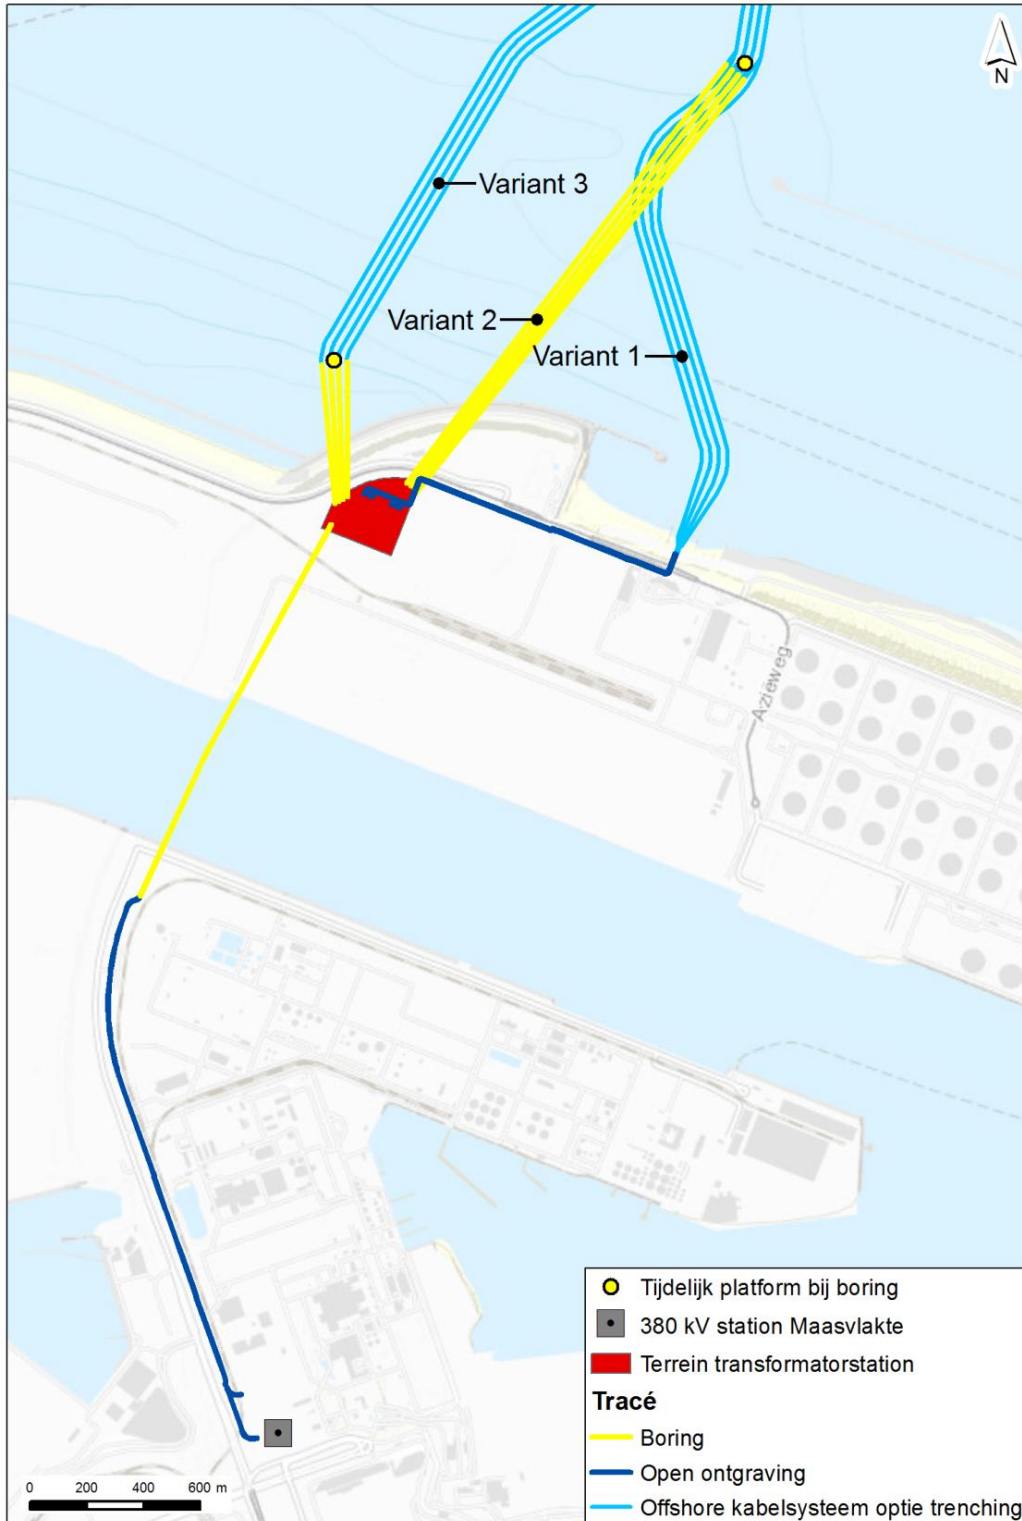 N
Variant 3
Variant 2
Variant 1
Azieweg
Tijdelijk platform bij boring
380 kV station Maasvlakte
Terrein transformatorstation
Tracé
Boring
Open ontgraving
Offshore kabelsysteem optie trenching
0 200 400 600 m